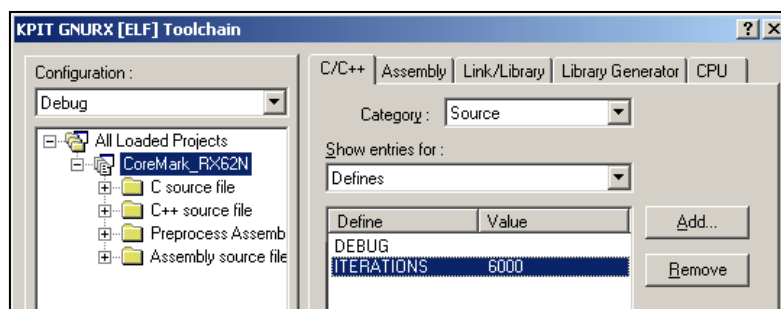 KPIT GNURX [ELF] Toolchain
Configuration :
Debug
All Loaded Projects
CoreMark_RX62N
C source file
C++ source file
Preprocess Assemb
Assembly source file
C/C++ Assembly Link/Library Library Generator CPU
Category : Source
Show entries for :
Defines
Define Value
DEBUG
ITERATIONS 6000
Add...
Remove